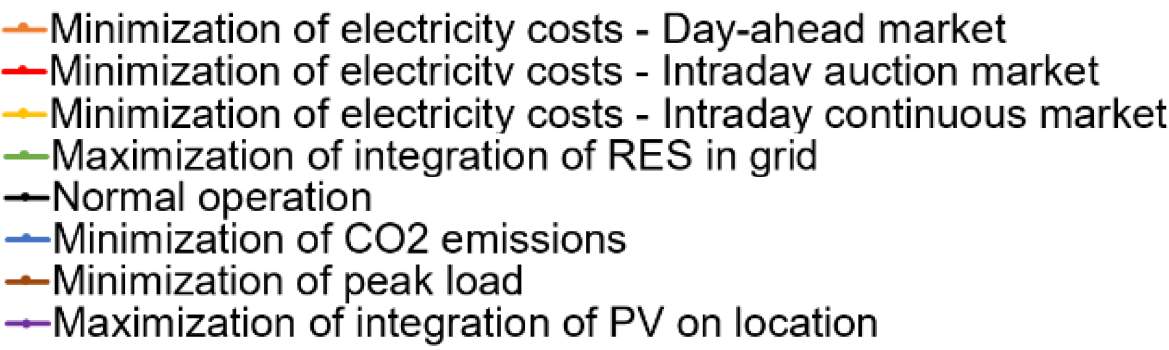 Minimization of electricity costs - Day-ahead market
Minimization of electricity costs - Intraday auction market
Minimization of electricity costs - Intraday continuous market
Maximization of integration of RES in grid
Normal operation
Minimization of CO2 emissions
Minimization of peak load
Maximization of integration of PV on location